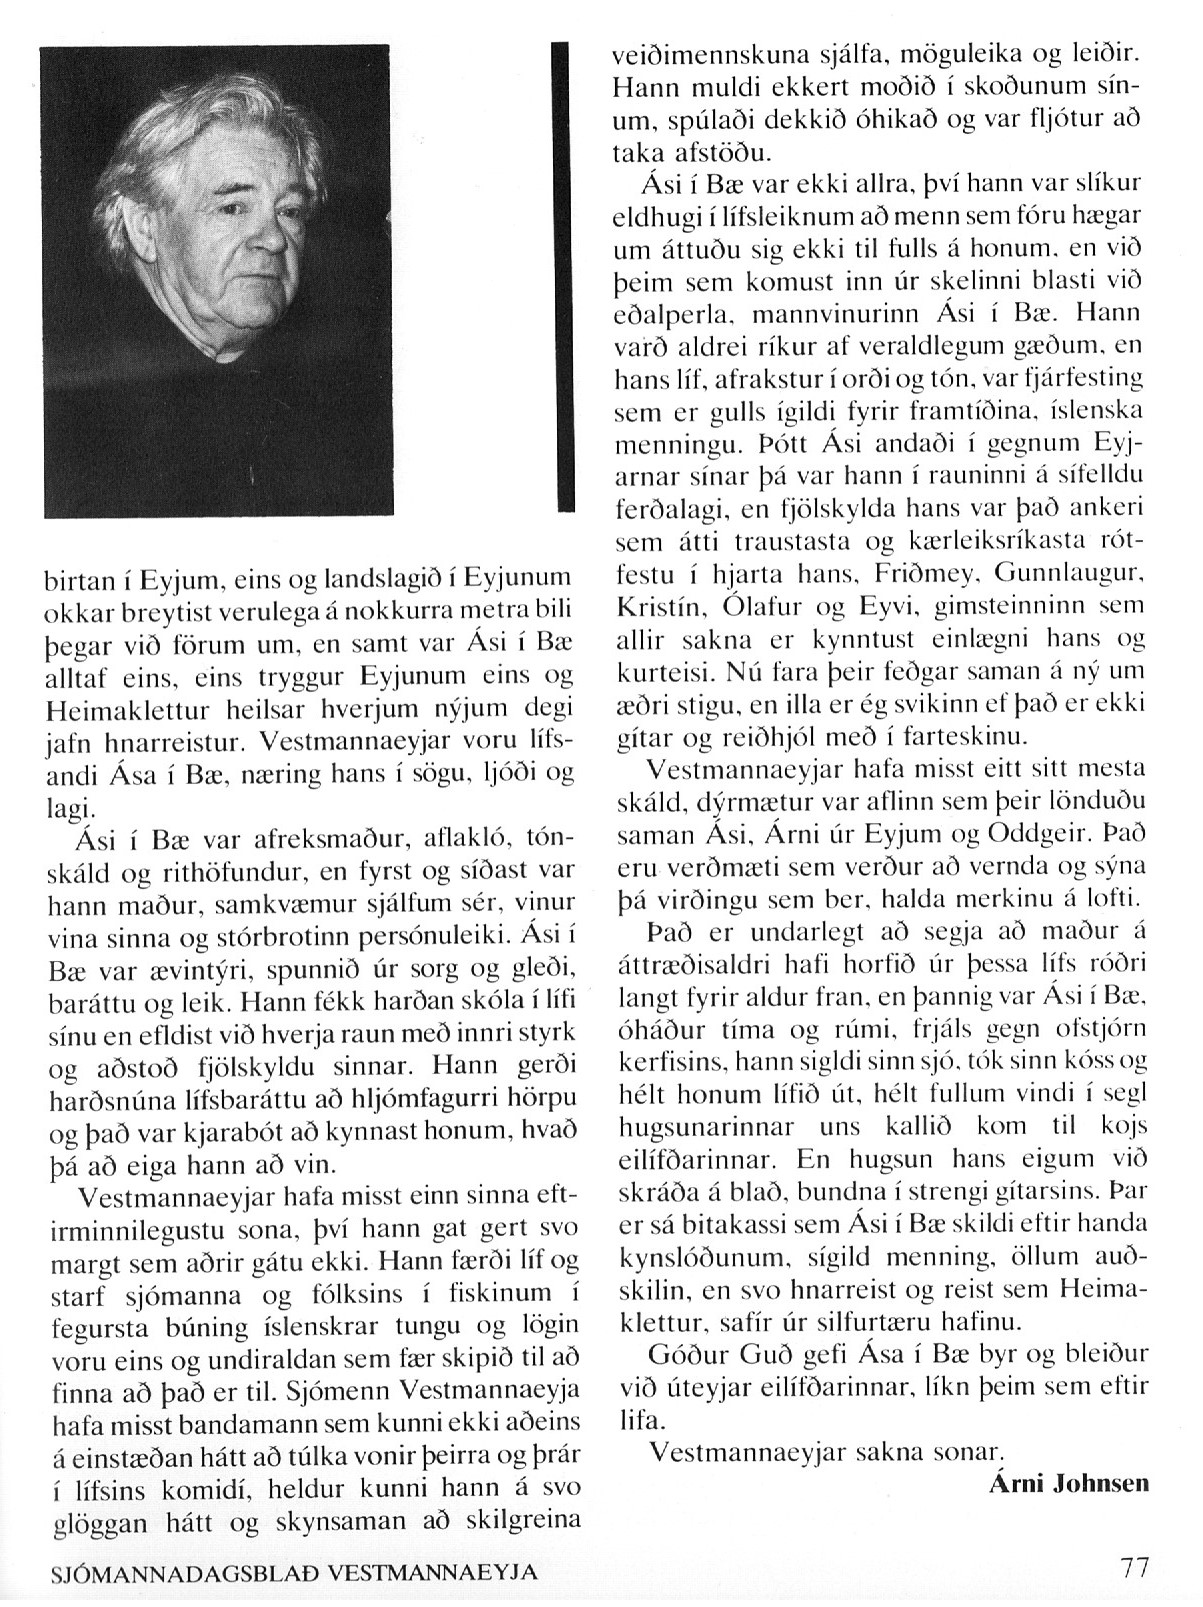 birtan í Eyjum, eins og landslagið í Eyjunum
okkar breytist verulega á nokkurra metra bili
þegar við förum um, en samt var Ási í Bæ
alltaf eins, eins tryggur Eyjunum eins og
Heimaklettur heilsar hverjum nýjum degi
jafn hnarreistur. Vestmannaeyjar voru lífs-
andi Ása í Bæ, næring hans í sögu, ljóði og
lagi.
Ási í Bæ var afreksmaður, aflakló, tón-
skáld og rithöfundur, en fyrst og síðast var
hann maður, samkvæmur sjálfum sér, vinur
vina sinna og stórbrotinn persónuleiki. Ási í
Bæ var ævintýri, spunnið úr sorg og gleði,
baráttu og leik. Hann fékk harðan skóla í lífi
sínu en efldist við hverja raun með innri styrk
og aðstoð fjölskyldu sinnar. Hann gerði
harðsnúna lífsbaráttu að hljómfagurri hörpu
og það var kjarabót að kynnast honum, hvað
þá að eiga hann að vin.
Vestmannaeyjar hafa misst einn sinna eft-
irminnilegustu sona, því hann gat gert svo
margt sem aðrir gátu ekki. Hann færði líf og
starf sjómanna og fólksins í fiskinum í
fegursta búning íslenskrar tungu og lögin
voru eins og undiraldan sem fær skipið til að
finna að það er til. Sjómenn Vestmannaeyja
hafa misst bandamann sem kunni ekki aðeins
á einstæðan hátt að túlka vonir þeirra og þrár
í lífsins komidí, heldur kunni hann á svo
glöggan hátt og skynsaman að skilgreina
veiðimennskuna sjálfa, möguleika og leiðir.
Hann muldi ekkert moðið í skoðunum sín-
um, spúlaði dekkið óhikað og var fljótur að
taka afstöðu.
Ási í Bæ var ekki allra, því hann var slíkur
eldhugi í lífsleiknum að menn sem fóru hægar
um áttuðu sig ekki til fulls á honum, en við
þeim sem komust inn úr skelinni blasti við
eðalperla, mannvinurinn Ási í Bæ. Hann
varð aldrei ríkur af veraldlegum gæðum, en
hans líf, afrakstur í orði og tón, var fjárfesting
sem er gulls ígildi fyrir framtíðina, íslenska
menningu. Þótt Ási andaði í gegnum Eyj-
arnar sínar þá var hann í rauninni á sífelldu
ferðalagi, en fjölskylda hans var það ankeri
sem átti traustasta og kærleiksríkasta rót-
festu í hjarta hans, Friðmey, Gunnlaugur,
Kristín, Ólafur og Eyvi, gimsteinninn sem
allir sakna er kynntust einlægni hans og
kurteisi. Nú fara þeir feðgar saman á ný um
æðri stigu, en illa er ég svikinn ef það er ekki
gítar og reiðhjól með í farteskinu.
Vestmannaeyjar hafa misst eitt sitt mesta
skáld, dýrmætur var aflinn sem þeir lönduðu
saman Ási, Árni úr Eyjum og Oddgeir. Það
eru verðmæti sem verður að vernda og sýna
þá virðingu sem ber, halda merkinu á lofti.
Það er undarlegt að segja að maður á
áttræðisaldri hafi horfið úr þessa lífs róðri
langt fyrir aldur fran, en þannig var Ási í Bæ,
óháður tíma og rúmi, frjáls gegn ofstjórn
kerfisins, hann sigldi sinn sjó, tók sinn kóss og
hélt honum lífið út, hélt fullum vindi í segl
hugsunarinnar uns kallið kom til kojs
eilífðarinnar. En hugsun hans eigum við
skráða á blað, bundna í strengi gítarsins. Þar
er sá bitakassi sem Ási í Bæ skildi eftir handa
kynslóðunum, sígild menning, öllum auð-
skilin, en svo hnarreist og reist sem Heima-
klettur, safír úr silfurtæru hafinu.
Góður Guð gefi Ása í Bæ byr og bleiður
við úteyjar eilífðarinnar, líkn þeim sem eftir
lifa.
Vestmannaeyjar sakna sonar.
Árni Johnsen
SJÓMANNADAGSBLAÐ VESTMANNAEYJA
77